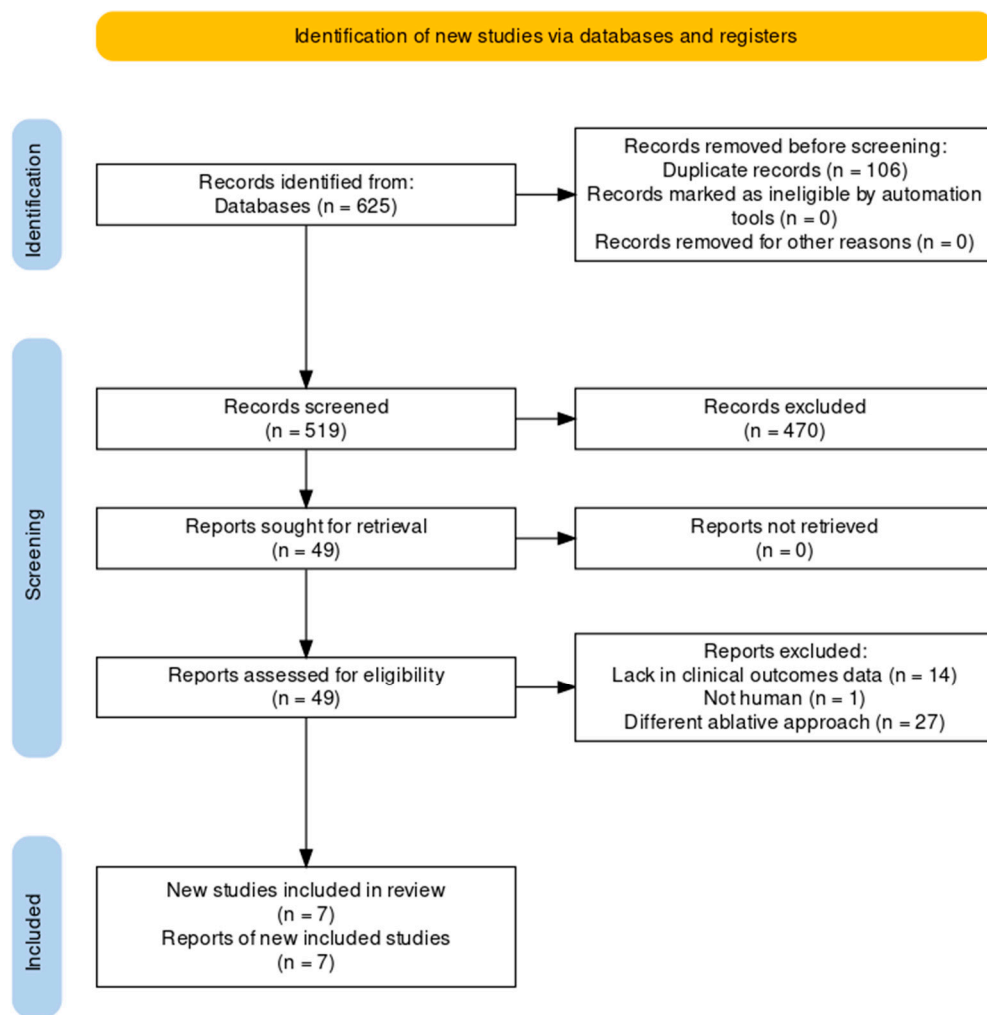 Identification of new studies via databases and registers
Identification
Records identified from:
Databases (n = 625)
Records removed before screening:
Duplicate records (n = 106)
Records marked as ineligible by automation
tools (n = 0)
Records removed for other reasons (n = 0)
Screening
Records screened
(n = 519)
Records excluded
(n = 470)
Reports sought for retrieval
(n = 49)
Reports not retrieved
(n = 0)
Reports assessed for eligibility
(n = 49)
Reports excluded:
Lack in clinical outcomes data (n = 14)
Not human (n = 1)
Different ablative approach (n = 27)
Included
New studies included in review
(n = 7)
Reports of new included studies
(n = 7)